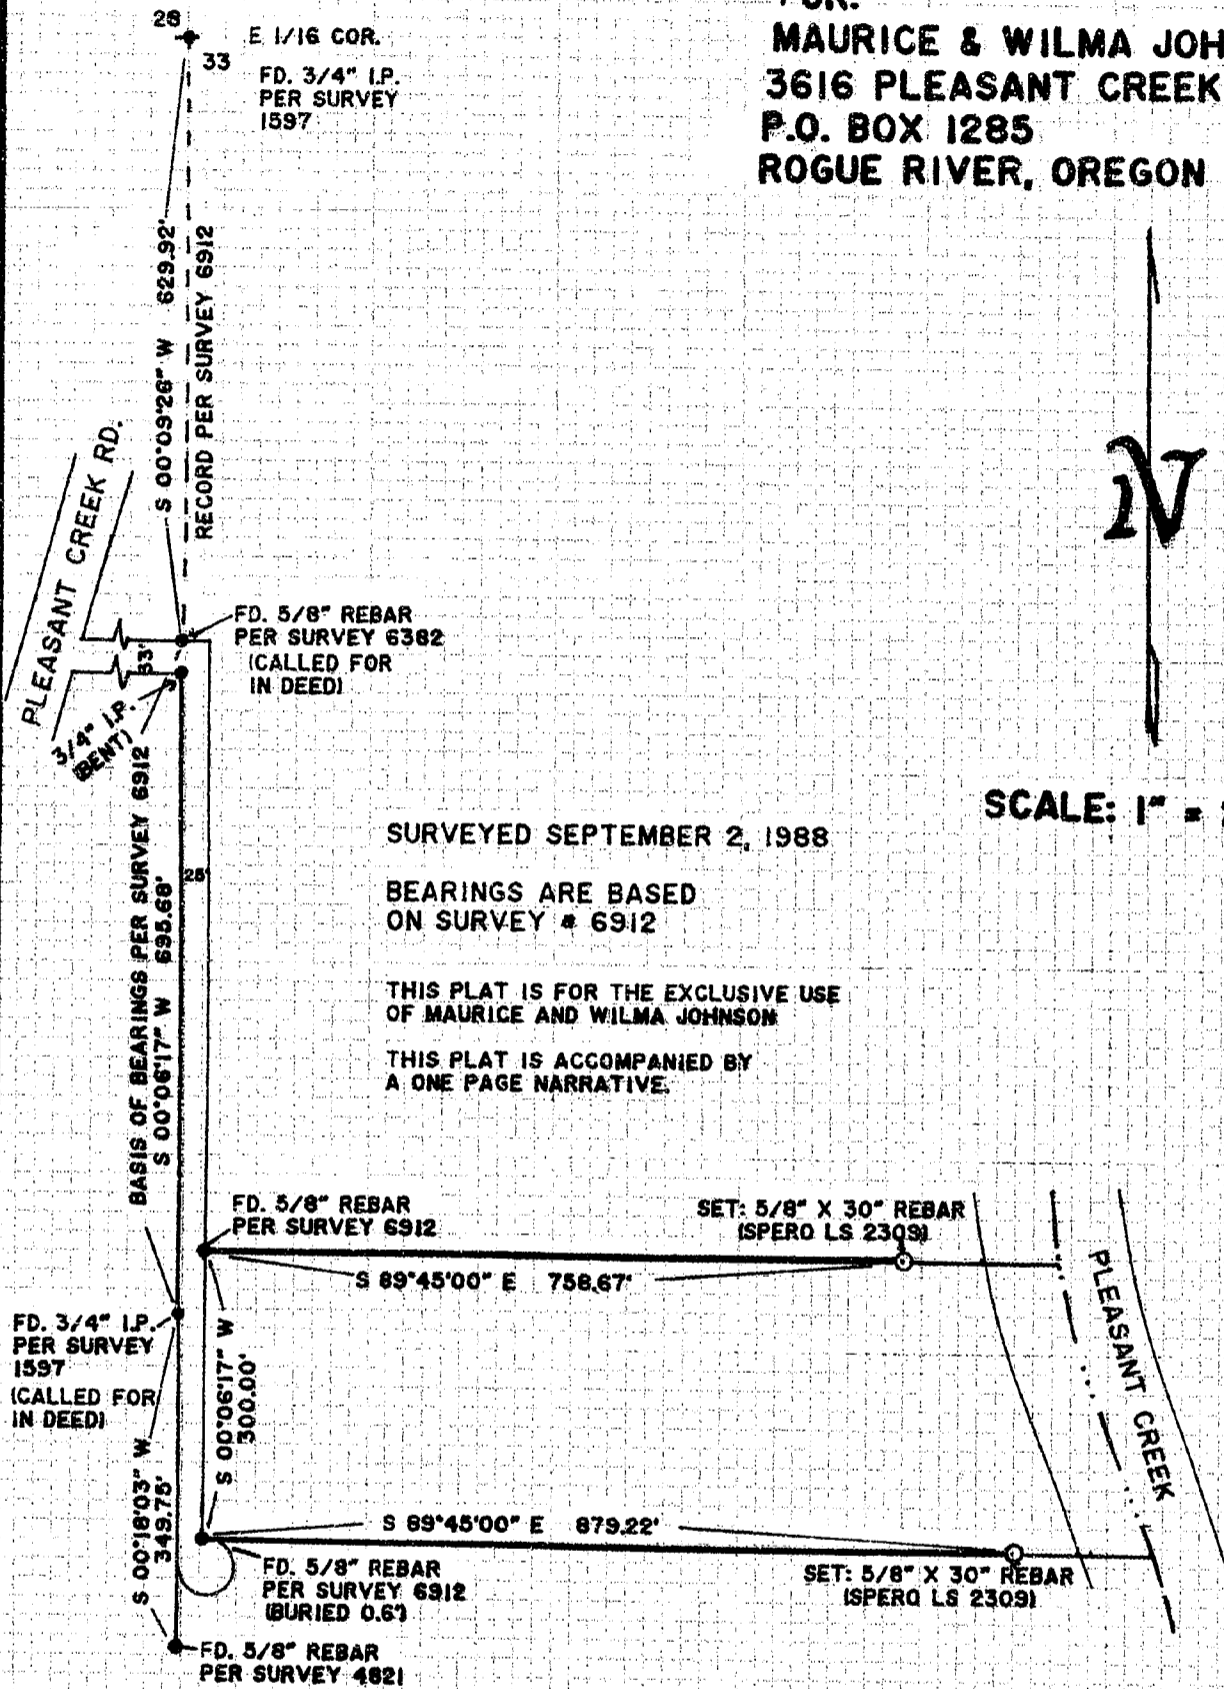 FOR:
MAURICE & WILMA JOH
3616 PLEASANT CREEK
P.O. BOX 1285
ROGUE RIVER, OREGON
28
E 1/16 COR.
33
FD. 3/4" I.P.
PER SURVEY
1597
S 00°09'26" W 629.92'
RECORD PER SURVEY 6912
PLEASANT CREEK RD.
N
FD. 5/8" REBAR
PER SURVEY 6382
(CALLED FOR
IN DEED)
33'
3/4" I.P.
(BENT)
SCALE: 1" =
BASIS OF BEARINGS PER SURVEY 6912
S 00°06'17" W 695.68'
25'
SURVEYED SEPTEMBER 2, 1988
BEARINGS ARE BASED
ON SURVEY # 6912
THIS PLAT IS FOR THE EXCLUSIVE USE
OF MAURICE AND WILMA JOHNSON
THIS PLAT IS ACCOMPANIED BY
A ONE PAGE NARRATIVE.
FD. 5/8" REBAR
PER SURVEY 6912
SET: 5/8" X 30" REBAR
(SPERO LS 2309)
S 89°45'00" E 758.67'
PLEASANT CREEK
FD. 3/4" I.P.
PER SURVEY
1597
(CALLED FOR
IN DEED)
S 00°06'17" W
300.00'
S 00°18'03" W
349.75'
S 89°45'00" E 879.22'
FD. 5/8" REBAR
PER SURVEY 6912
(BURIED 0.6')
SET: 5/8" X 30" REBAR
(SPERO LS 2309)
FD. 5/8" REBAR
PER SURVEY 4821